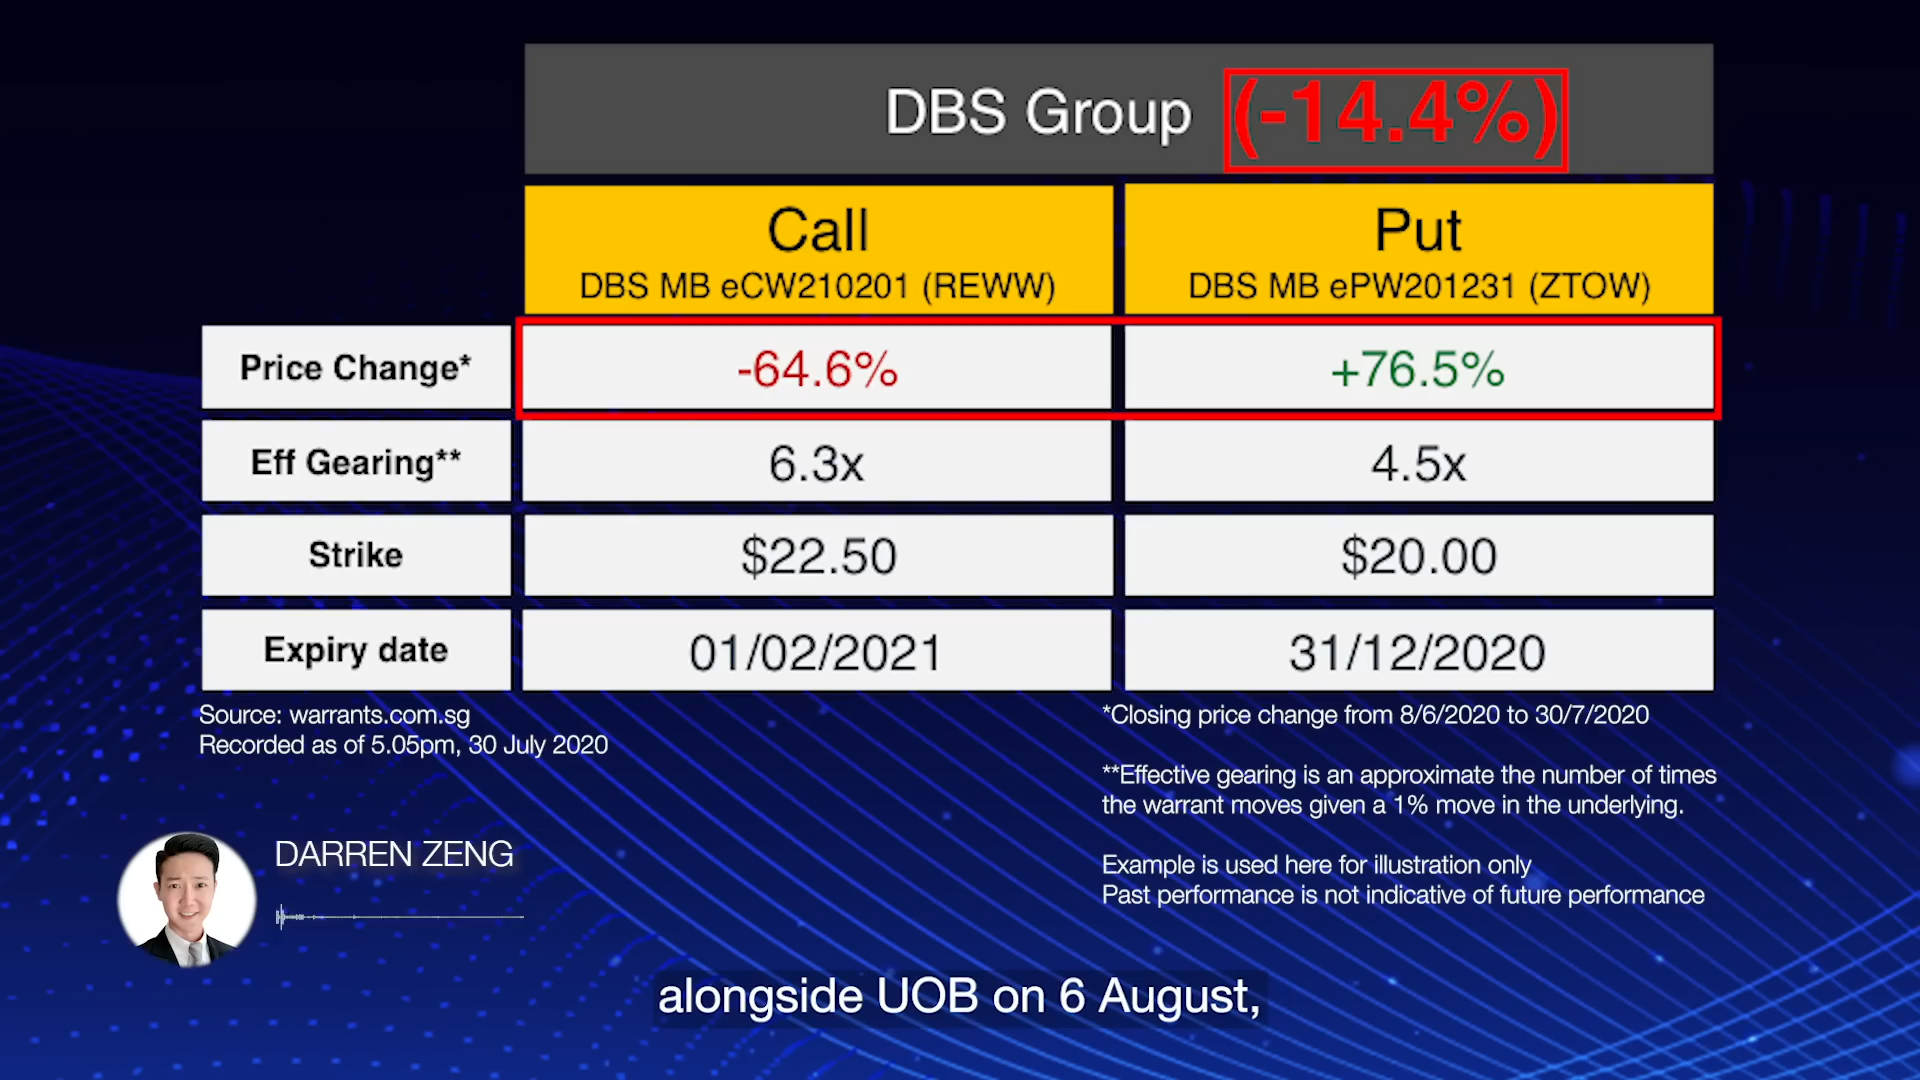 DBS Group (-14.4%)
Call
DBS MB eCW210201 (REWW)
Put
DBS MB ePW201231 (ZTOW)
Price Change* -64.6% +76.5%
Eff Gearing** 6.3x 4.5x
Strike $22.50 $20.00
Expiry date 01/02/2021 31/12/2020
Source: warrants.com.sg
Recorded as of 5.05pm, 30 July 2020
*Closing price change from 8/6/2020 to 30/7/2020
**Effective gearing is an approximate the number of times
the warrant moves given a 1% move in the underlying.
Example is used here for illustration only
Past performance is not indicative of future performance
DARREN ZENG
alongside UOB on 6 August,